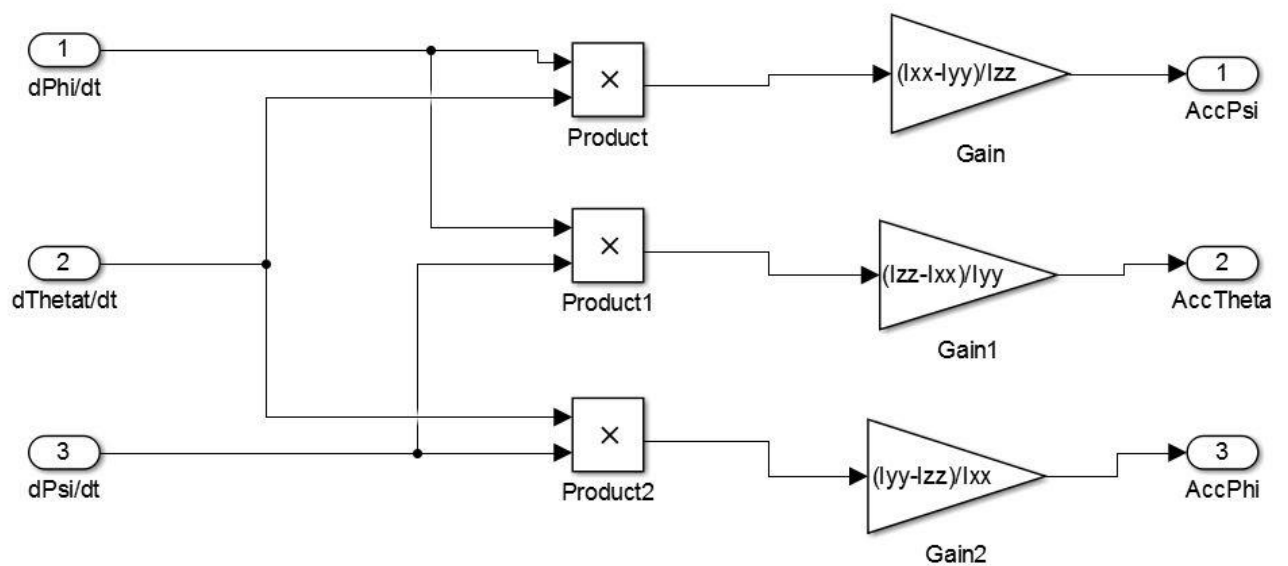 1
dPhi/dt
×
Product
(Ixx-Iyy)/Izz
Gain
1
AccPsi
2
dThetat/dt
×
Product1
(Izz-Ixx)/Iyy
Gain1
2
AccTheta
3
dPsi/dt
×
Product2
(Iyy-Izz)/Ixx
Gain2
3
AccPhi